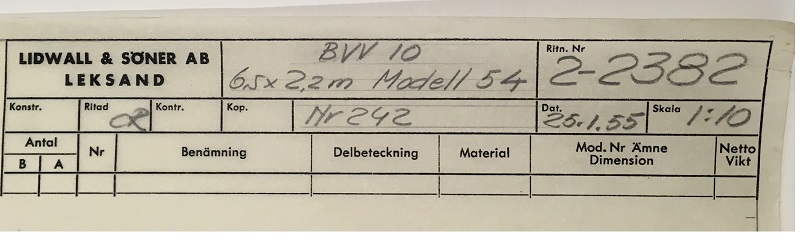 LIDWALL & SÖNER AB
LEKSAND
BVV 10
6,5x2,2m Modell 54
Ritn. Nr
2-2382
Konstr.
Ritad
CR
Kontr.
Kop.
Nr 242
Dat.
25.1.55
Skala
1:10
Antal
B A
Nr
Benämning
Delbeteckning
Material
Mod. Nr Ämne
Dimension
Netto
Vikt